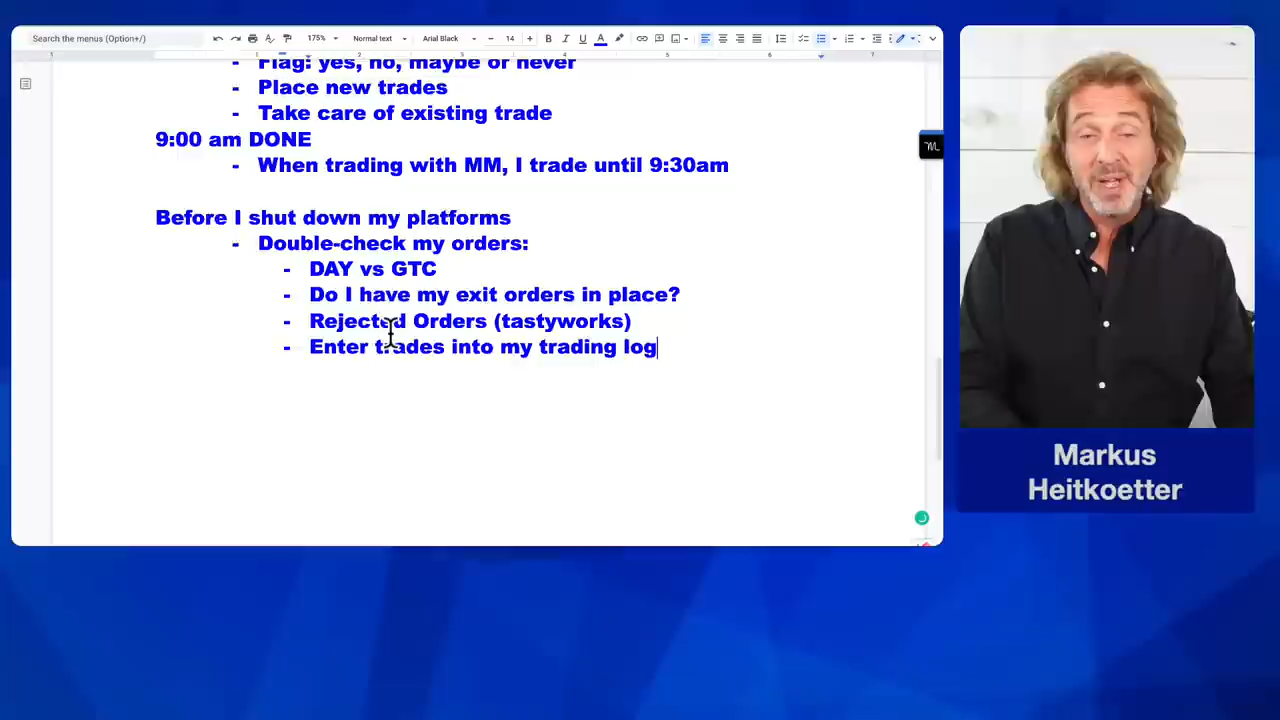 Search the menus (Option+/)
175%
Normal text
Arial Black
14
- Flag: yes, no, maybe or never
- Place new trades
- Take care of existing trade
9:00 am DONE
- When trading with MM, I trade until 9:30am
Before I shut down my platforms
- Double-check my orders:
- DAY vs GTC
- Do I have my exit orders in place?
- Rejected Orders (tastyworks)
- Enter trades into my trading log
Markus
Heitkoetter